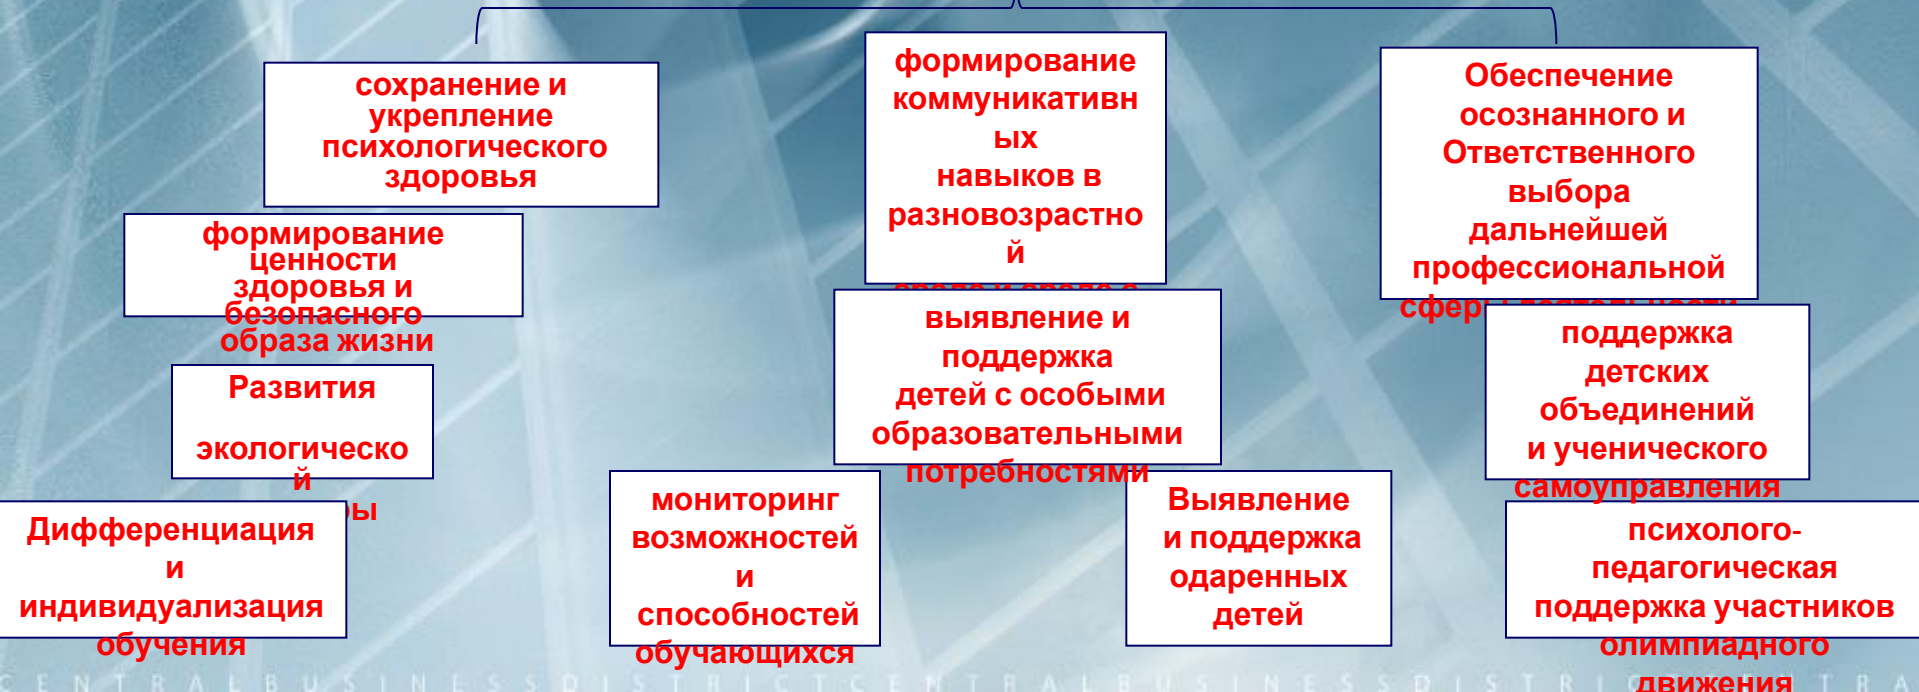 сохранение и
укрепление
психологического
здоровья
формирование
коммуникативн
ых
навыков в
разновозрастно
й
Обеспечение
осознанного и
Ответственного
выбора
дальнейшей
профессиональной
формирование
ценности
здоровья и
безопасного
образа жизни
выявление и
поддержка
детей с особыми
образовательными
потребностями
поддержка
детских
объединений
и ученического
самоуправления
Развития
экологическо
й
ры
Дифференциация
и
индивидуализация
обучения
мониторинг
возможностей
и
способностей
обучающихся
Выявление
и поддержка
одаренных
детей
психолого-
педагогическая
поддержка участников
олимпиадного
движения
CENTRALBUSINESSDISTRICTCENTRALBUSINESSDISTRICTCENTRA